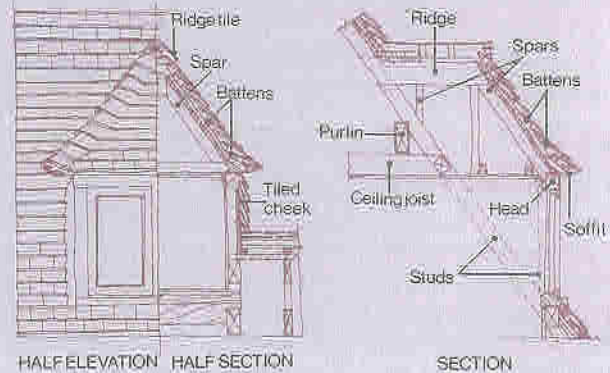 Ridge tile
Spar
Battens
Tiled
cheek
HALF ELEVATION
HALF SECTION
Ridge
Spars
Battens
Purlin
Ceiling joist
Head
Soffit
Studs
SECTION